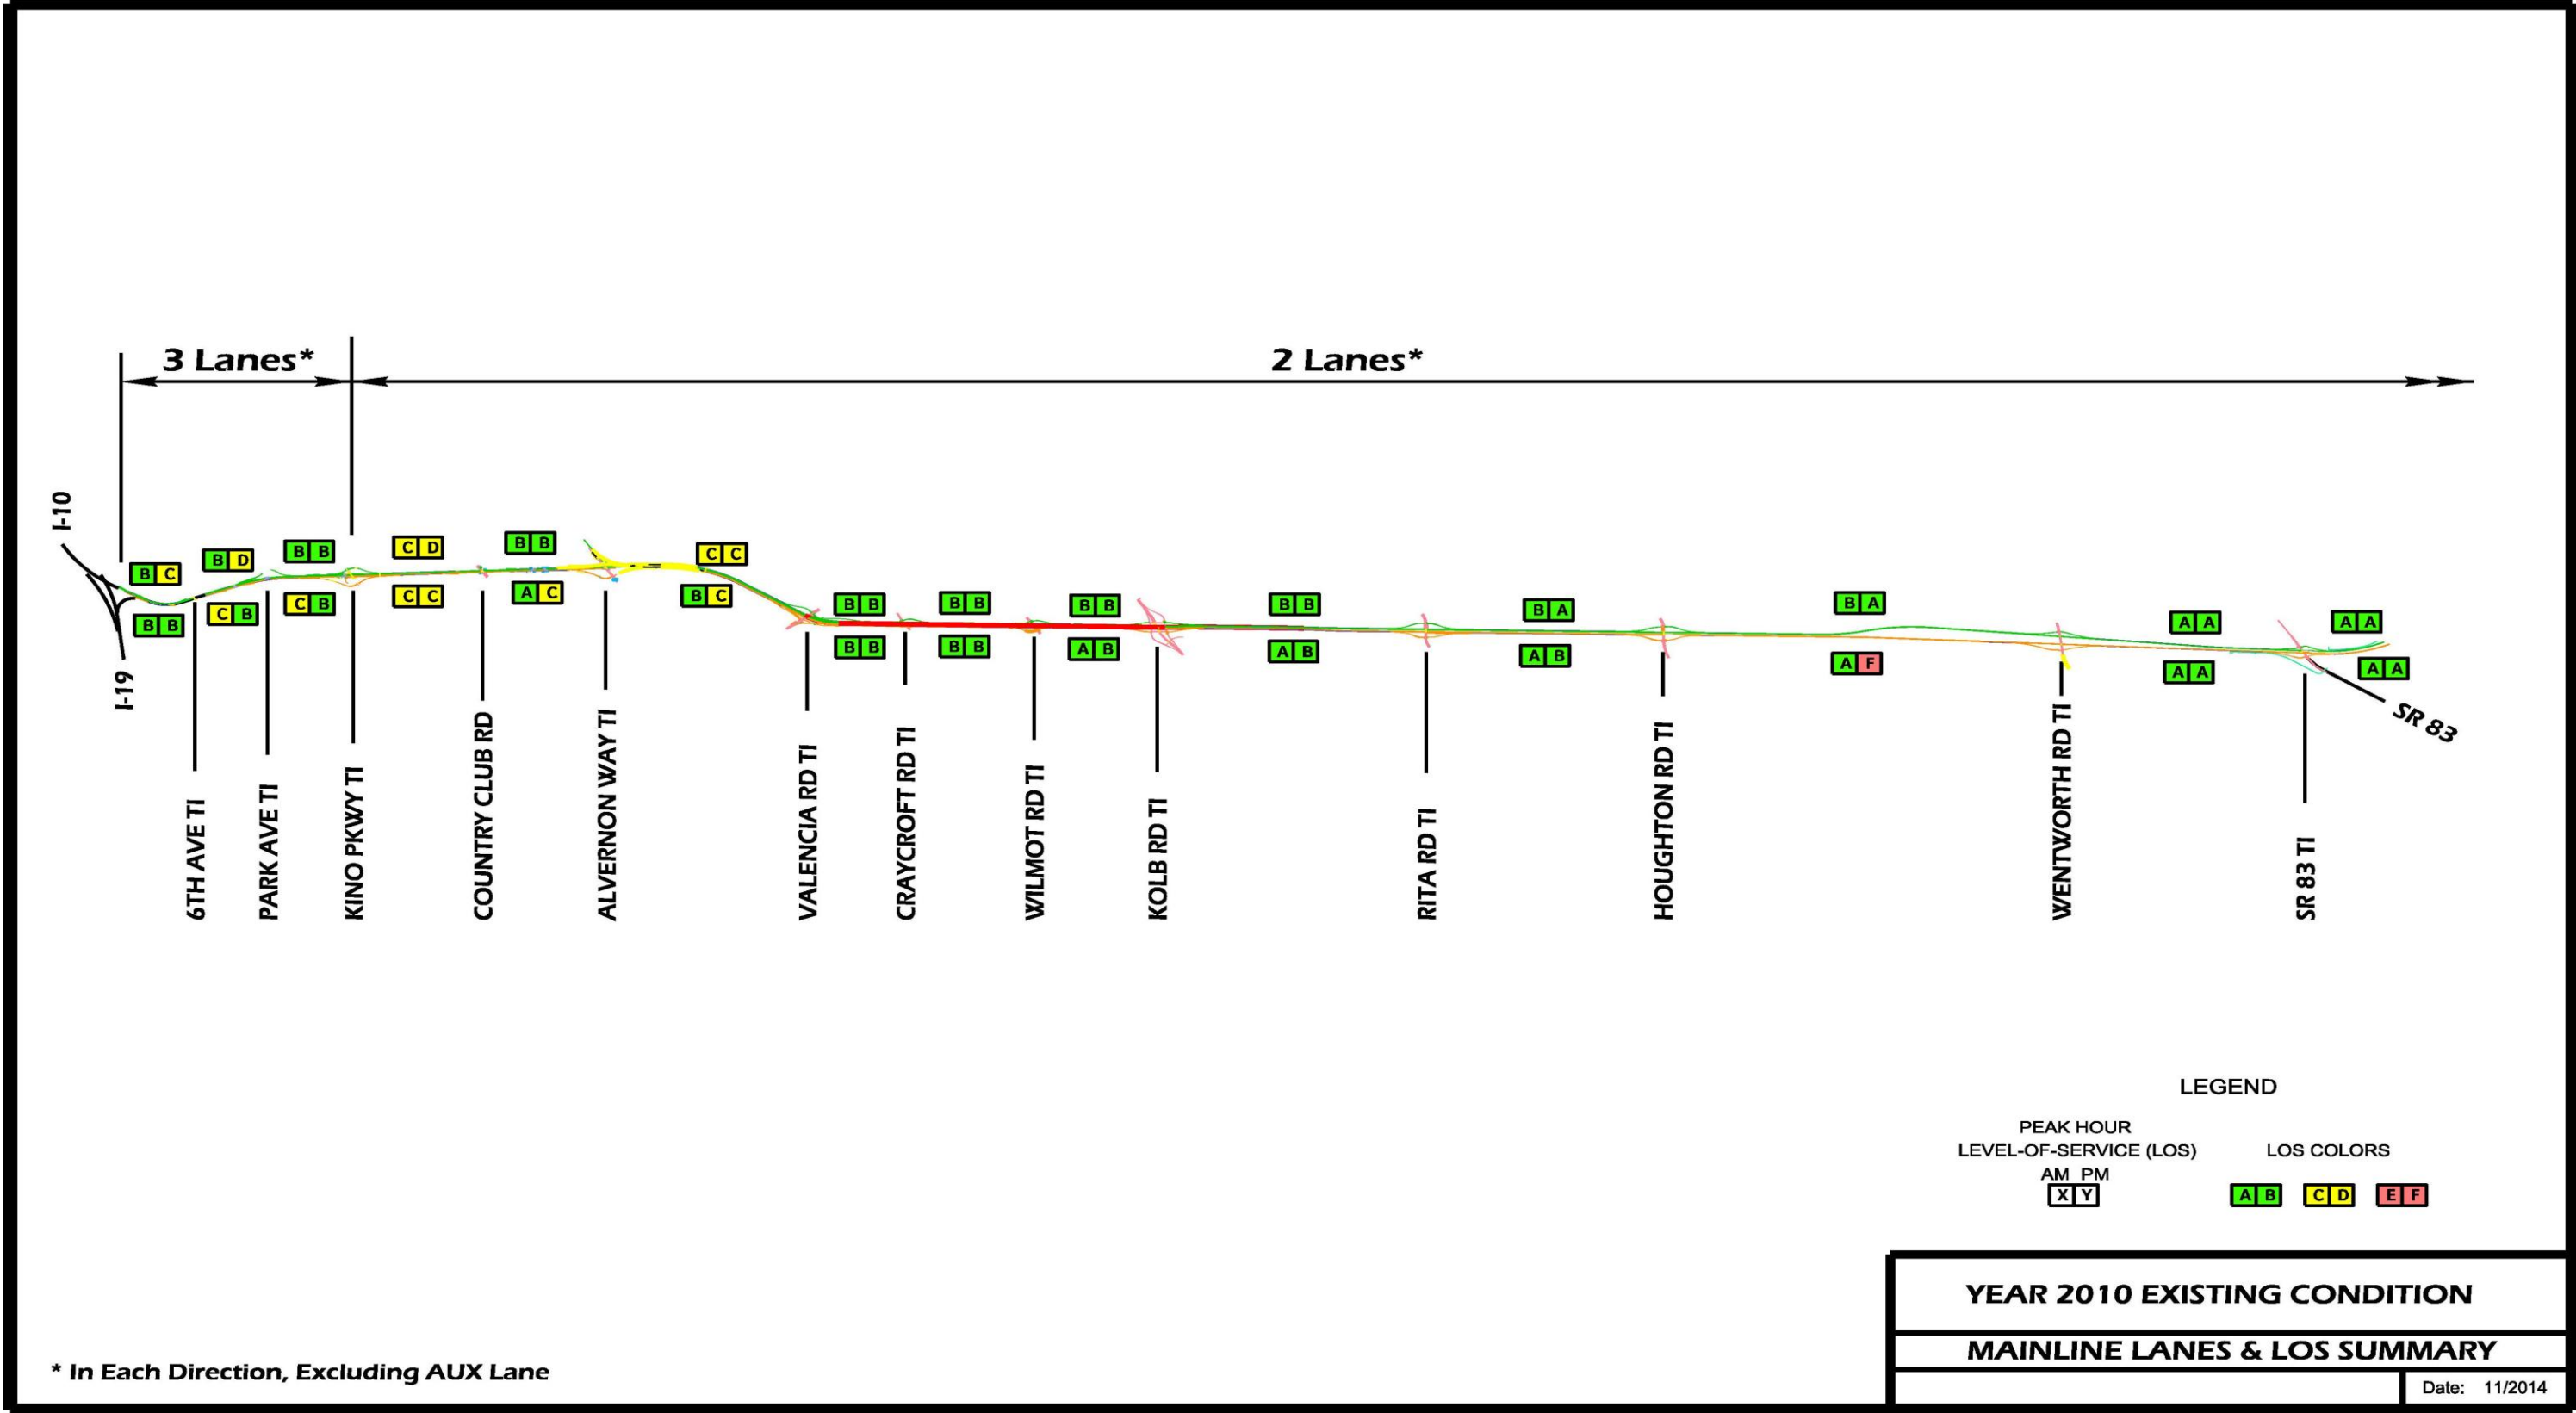 3 Lanes*
2 Lanes*
I-10
I-19
B C
B D
B B
C D
B B
C C
B B
B B
B B
B B
B A
B A
A A
A A
B B
C B
C B
C C
A C
B C
B B
B B
A B
A B
A B
A F
A A
A A
6TH AVE TI
PARK AVE TI
KINO PKWY TI
COUNTRY CLUB RD
ALVERNON WAY TI
VALENCIA RD TI
CRAYCROFT RD TI
WILMOT RD TI
KOLB RD TI
RITA RD TI
HOUGHTON RD TI
WENTWORTH RD TI
SR 83 TI
SR 83
LEGEND
PEAK HOUR
LEVEL-OF-SERVICE (LOS)
AM PM
X Y
LOS COLORS
A B
C D
E F
YEAR 2010 EXISTING CONDITION
MAINLINE LANES & LOS SUMMARY
Date: 11/2014
* In Each Direction, Excluding AUX Lane